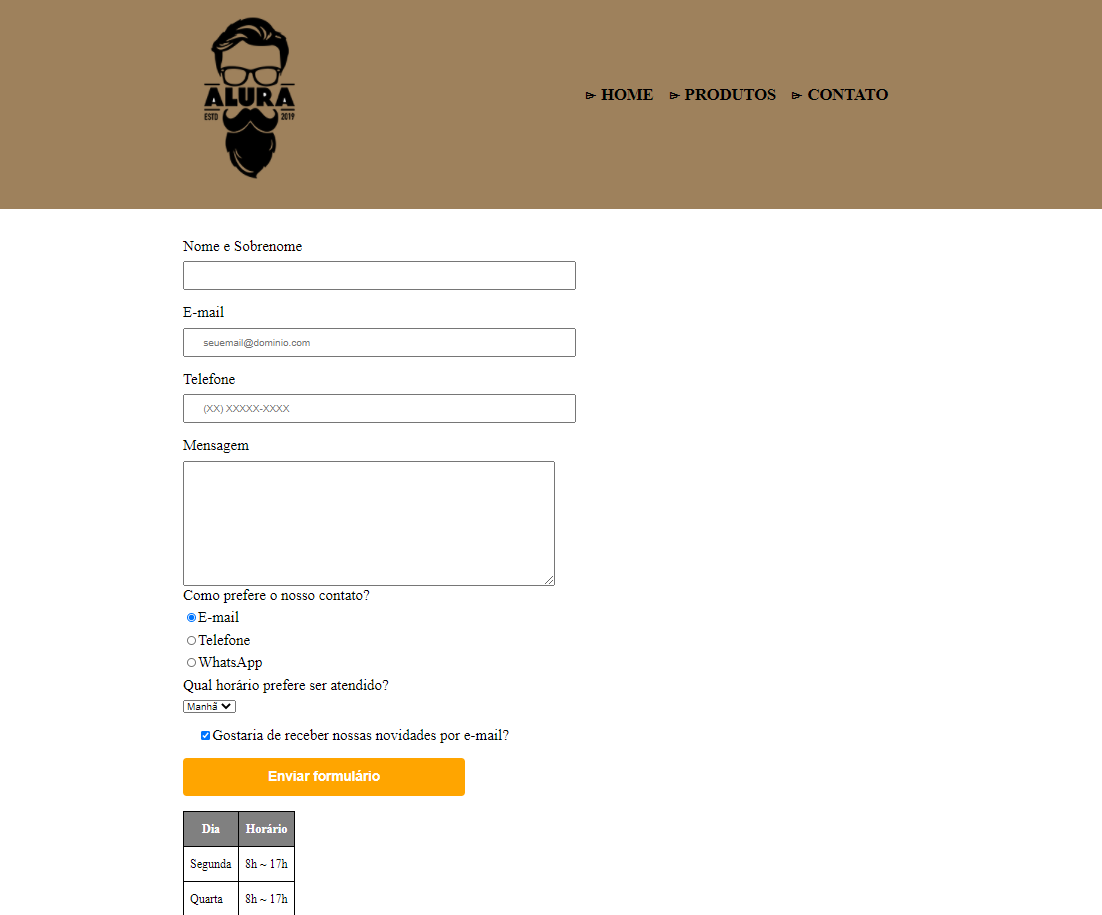 ALURA
ESTD 2019
⌲ HOME ⌲ PRODUTOS ⌲ CONTATO
Nome e Sobrenome
E-mail
seuemail@dominio.com
Telefone
(XX) XXXXX-XXXX
Mensagem
Como prefere o nosso contato?
E-mail
Telefone
WhatsApp
Qual horário prefere ser atendido?
Manhã
Gostaria de receber nossas novidades por e-mail?
Enviar formulário
Dia Horário
Segunda 8h ~ 17h
Quarta 8h ~ 17h